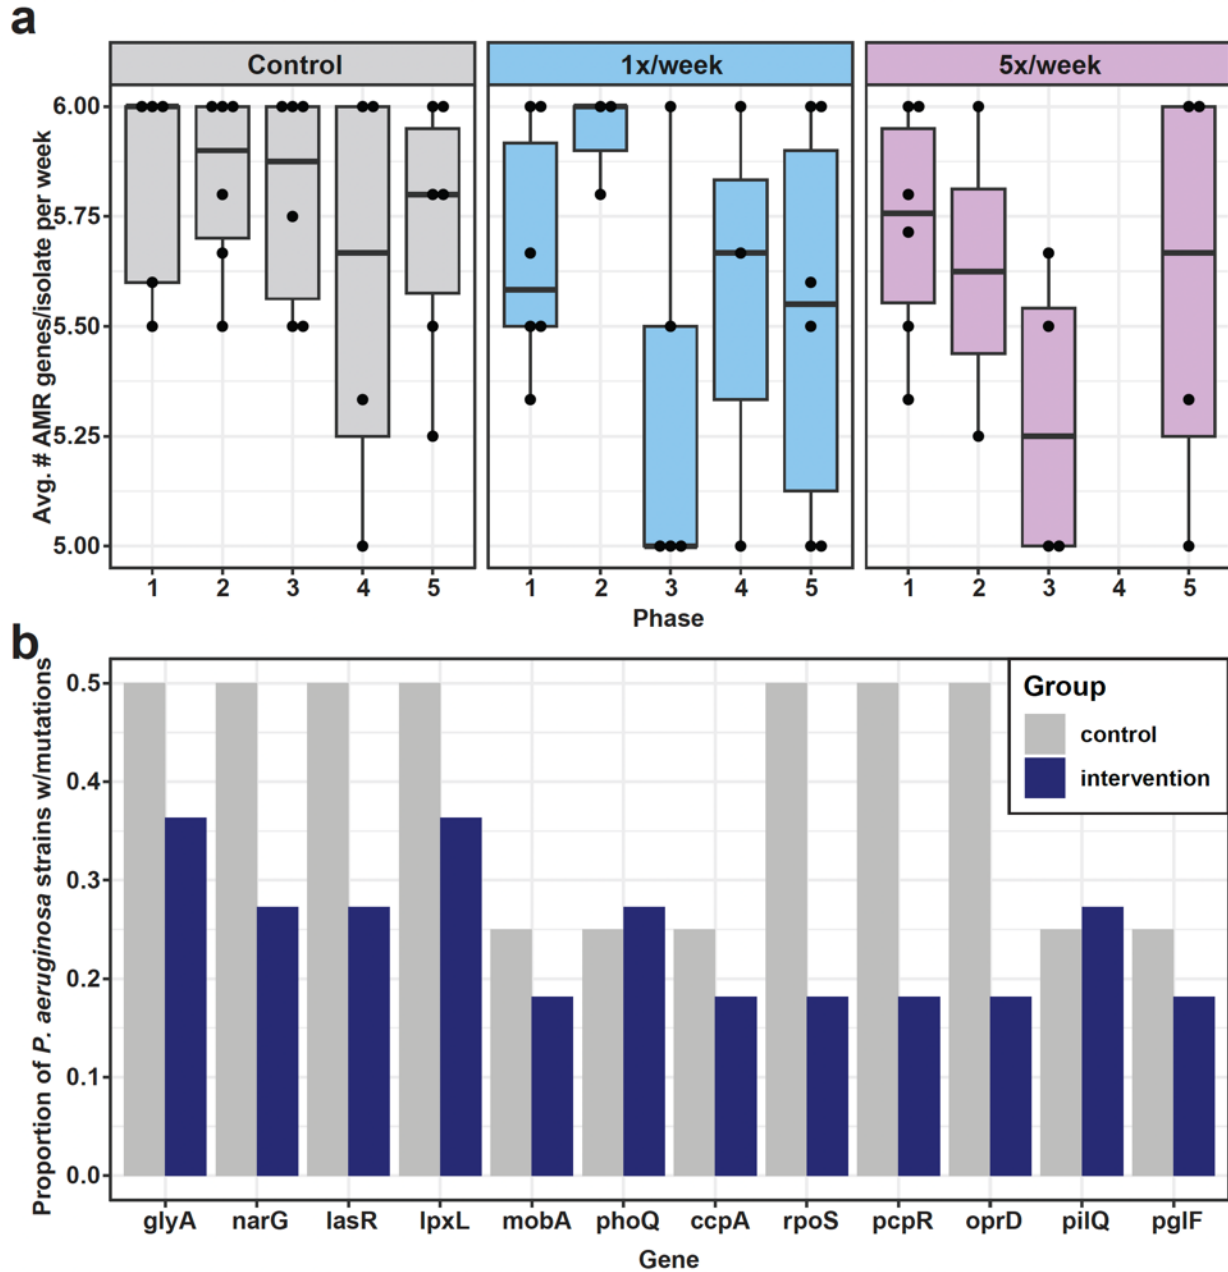 a
Control
1x/week
5x/week
Avg. # AMR genes/isolate per week
6.00
5.75
5.50
5.25
5.00
1 2 3 4 5
1 2 3 4 5
1 2 3 4 5
Phase
b
Proportion of P. aeruginosa strains w/mutations
0.5
0.4
0.3
0.2
0.1
0.0
Group
control
intervention
glyA narG lasR lpxL mobA phoQ ccpA rpoS pcpR oprD pilQ pglF
Gene